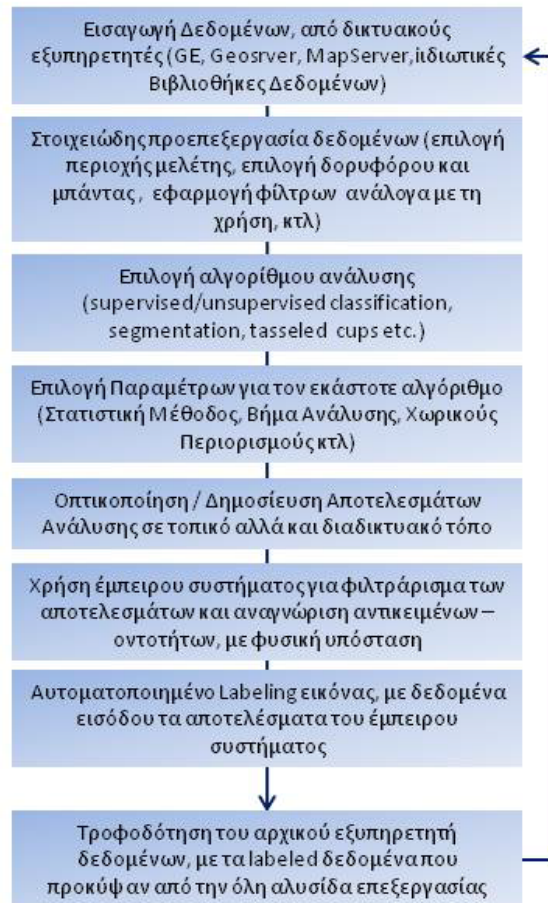 Εισαγωγή Δεδομένων, από δικτυακούς
εξυπηρετητές (GE, Geosrver, MapServer,ιιδιωτικές
Βιβλιοθήκες Δεδομένων)
Στοιχειώδης προεπεξεργασία δεδομένων (επιλογή
περιοχής μελέτης, επιλογή δορυφόρου και
μπάντας , εφαρμογή φίλτρων ανάλογα με τη
χρήση, κτλ)
Επιλογή αλγορίθμου ανάλυσης
(supervised/unsupervised classification,
segmentation, tasseled cups etc.)
Επιλογή Παραμέτρων για τον εκάστοτε αλγόριθμο
(Στατιστική Μέθοδος, Βήμα Ανάλυσης, Χωρικούς
Περιορισμούς κτλ)
Οπτικοποίηση / Δημοσίευση Αποτελεσμάτων
Ανάλυσης σε τοπικό αλλά και διαδικτυακό τόπο
Χρήση έμπειρου συστήματος για φιλτράρισμα των
αποτελεσμάτων και αναγνώριση αντικειμένων –
οντοτήτων, με φυσική υπόσταση
Αυτοματοποιημένο Labeling εικόνας, με δεδομένα
εισόδου τα αποτελέσματα του έμπειρου
συστήματος
Τροφοδότηση του αρχικού εξυπηρετητή
δεδομένων, με τα labeled δεδομένα που
προκύψαν από την όλη αλυσίδα επεξεργασίας